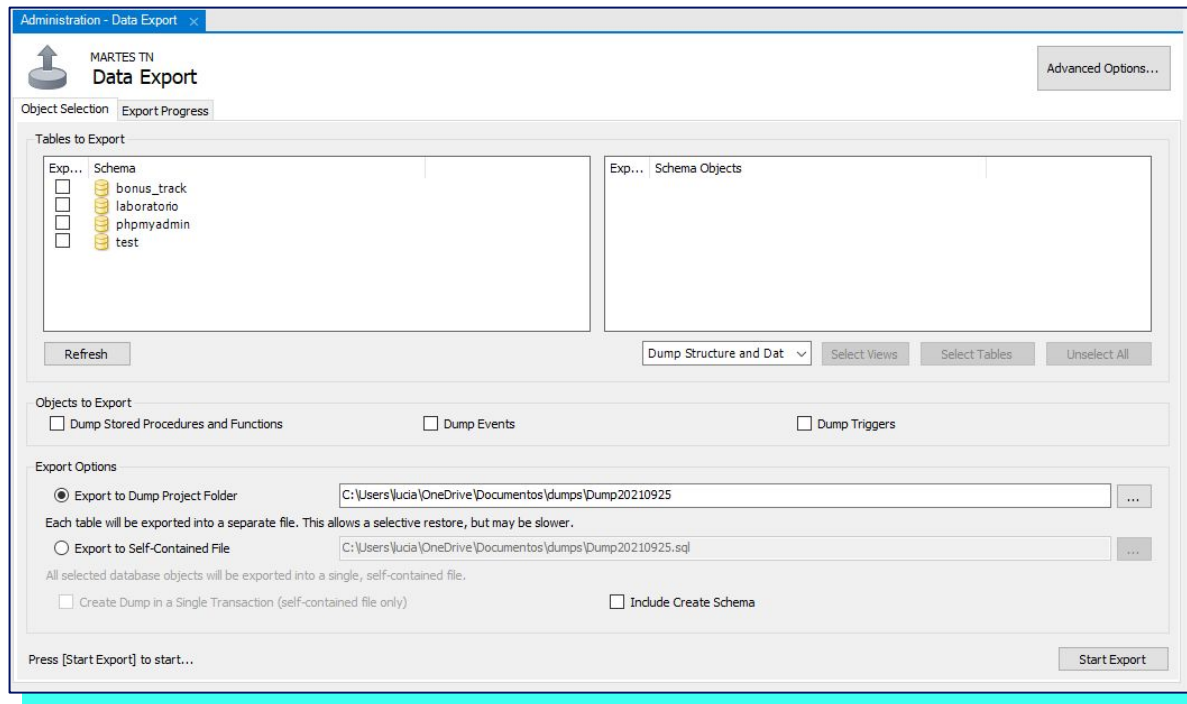 Administration - Data Export
MARTES TN
Data Export
Advanced Options...
Object Selection Export Progress
Tables to Export
Exp... Schema
bonus_track
laboratorio
phpmyadmin
test
Exp... Schema Objects
Refresh
Dump Structure and Dat
Select Views
Select Tables
Unselect All
Objects to Export
Dump Stored Procedures and Functions
Dump Events
Dump Triggers
Export Options
Export to Dump Project Folder
C:\Users\lucia\OneDrive\Documentos\dumps\Dump20210925
...
Each table will be exported into a separate file. This allows a selective restore, but may be slower.
Export to Self-Contained File
C:\Users\lucia\OneDrive\Documentos\dumps\Dump20210925.sql
...
All selected database objects will be exported into a single, self-contained file.
Create Dump in a Single Transaction (self-contained file only)
Include Create Schema
Press [Start Export] to start...
Start Export